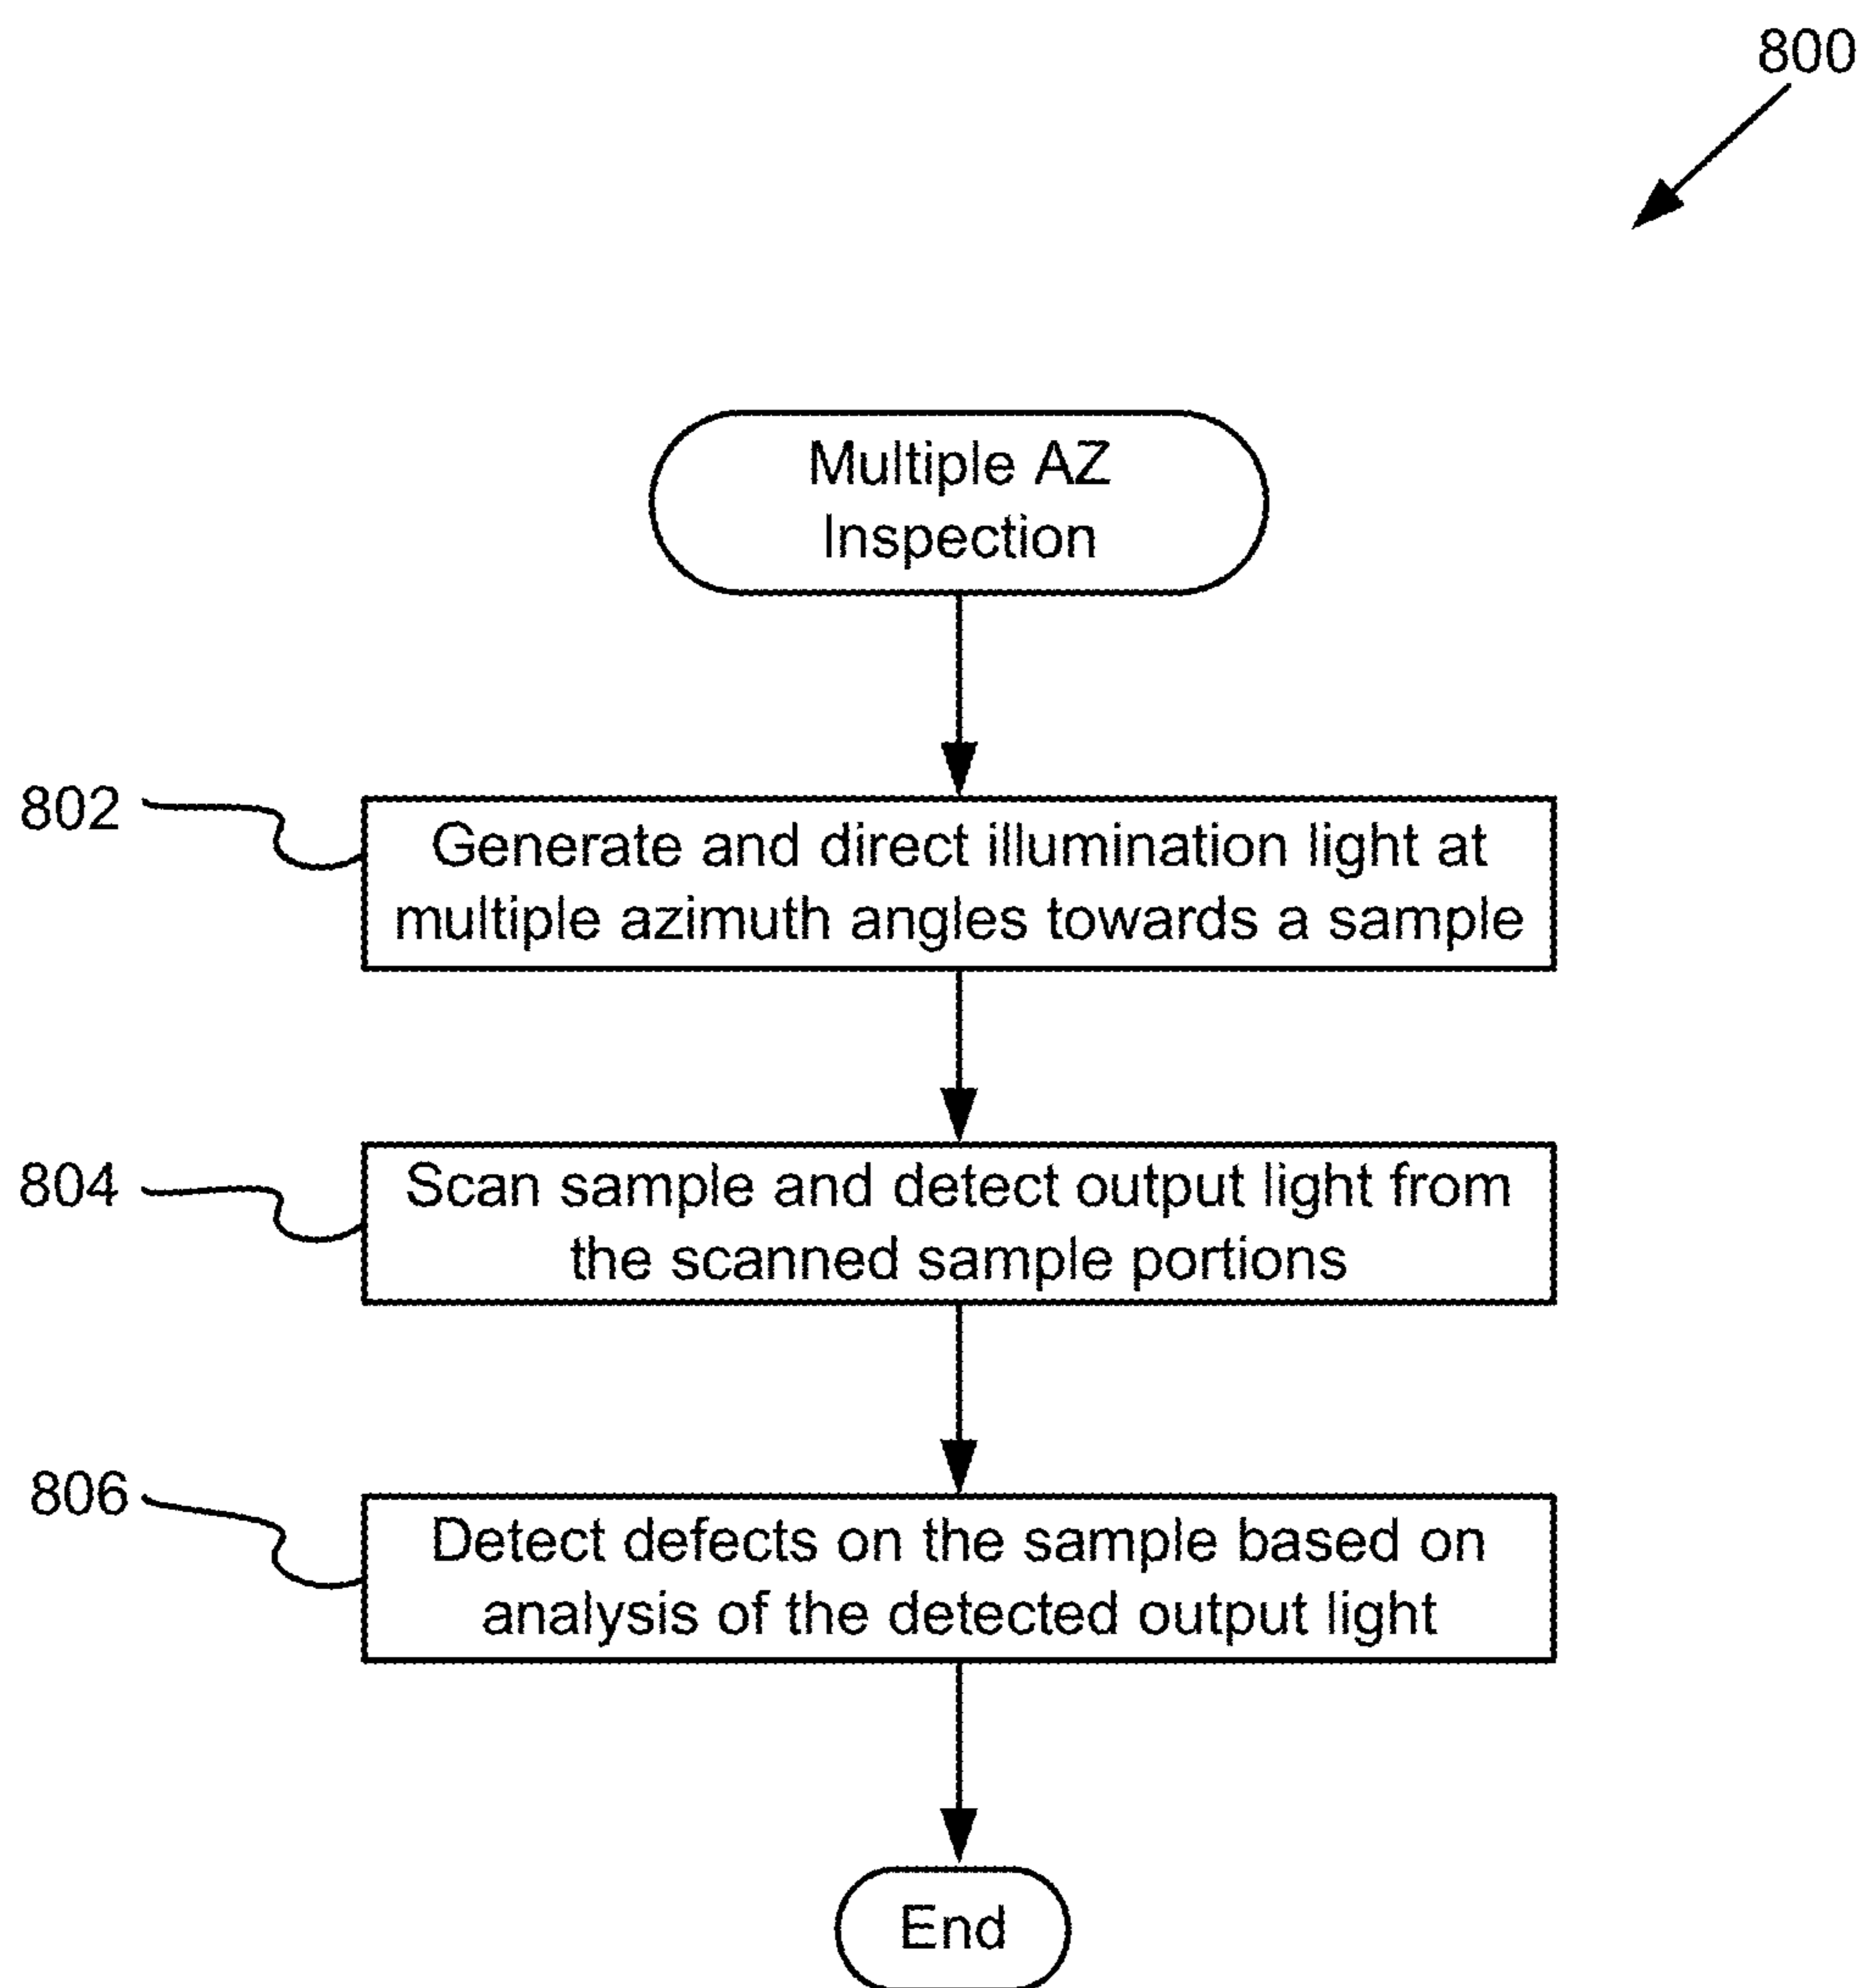 800
Multiple AZ
Inspection
802
Generate and direct illumination light at
multiple azimuth angles towards a sample
804
Scan sample and detect output light from
the scanned sample portions
806
Detect defects on the sample based on
analysis of the detected output light
End